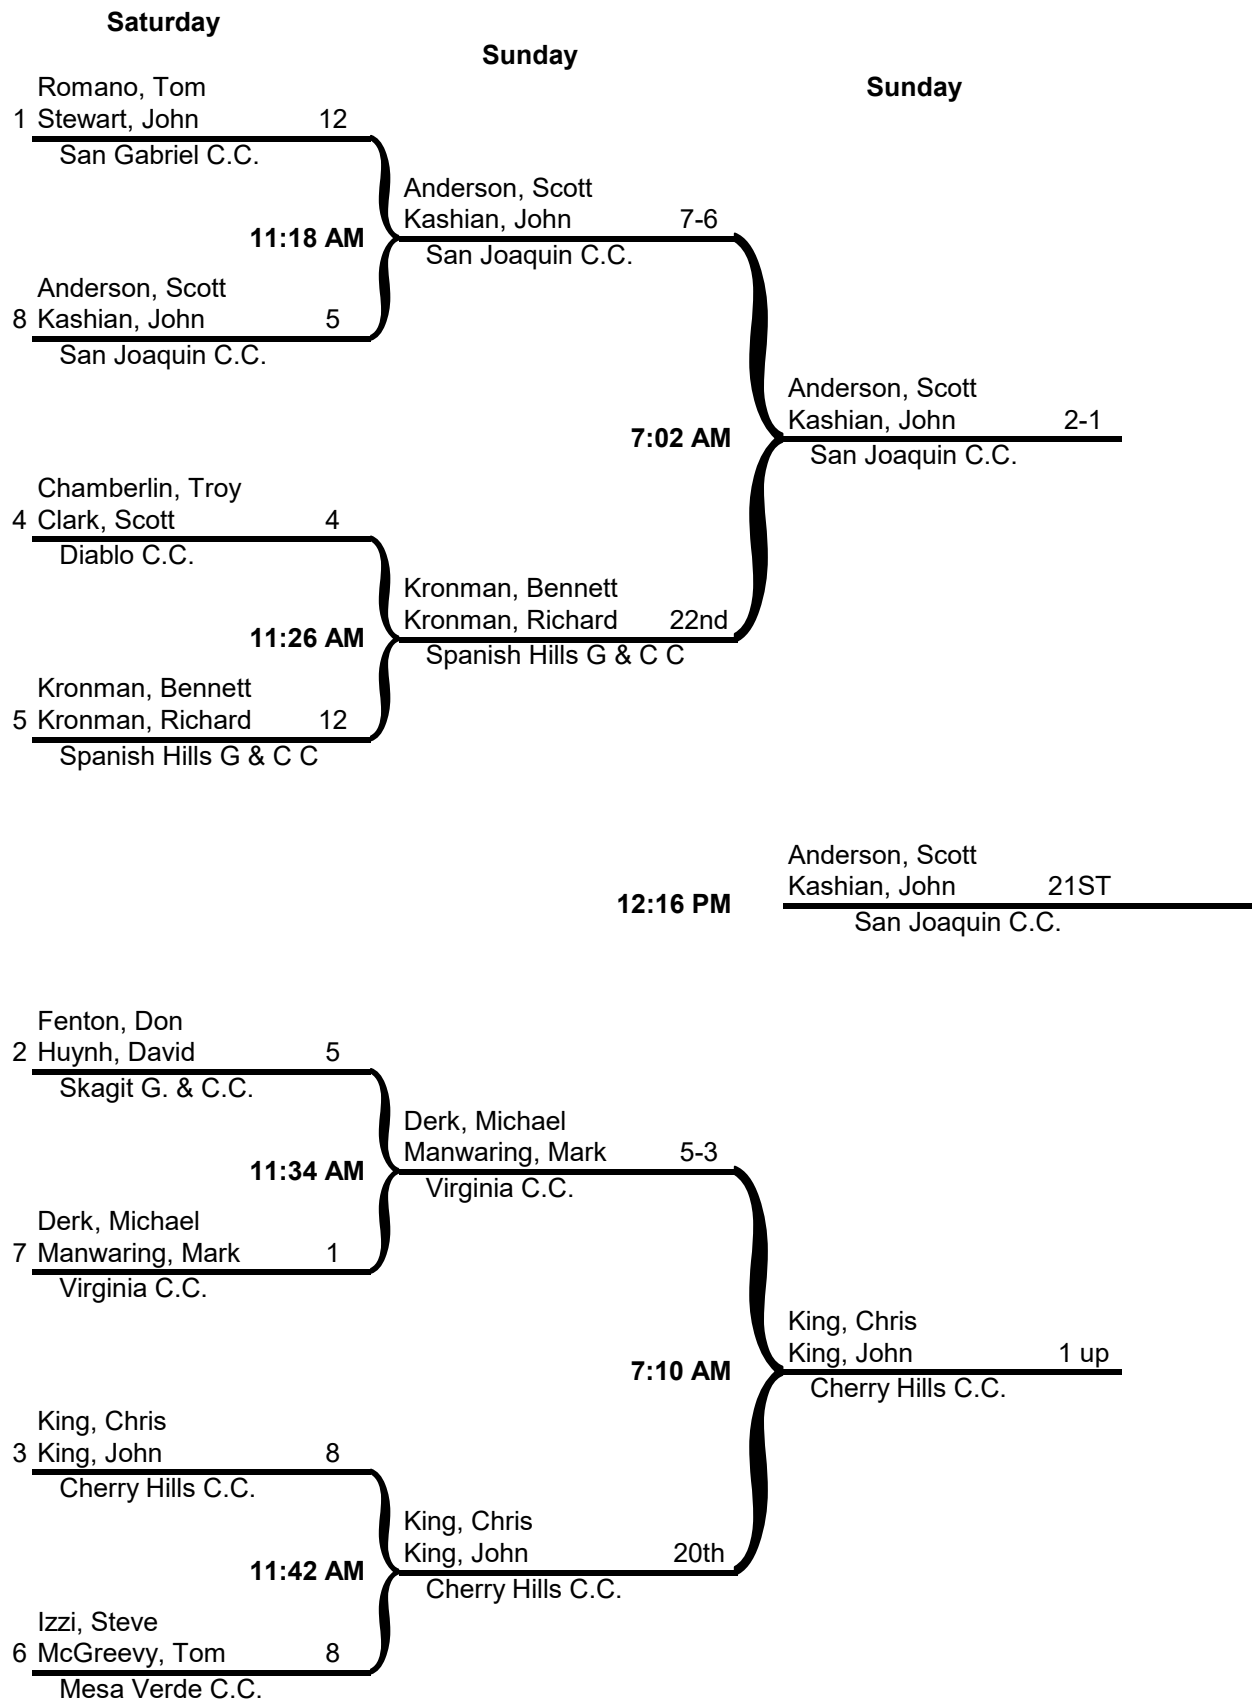 Saturday
Sunday
Sunday
Romano, Tom
1 Stewart, John 12
San Gabriel C.C.
Anderson, Scott
Kashian, John 7-6
11:18 AM
San Joaquin C.C.
Anderson, Scott
8 Kashian, John 5
San Joaquin C.C.
Anderson, Scott
Kashian, John 2-1
7:02 AM
San Joaquin C.C.
Chamberlin, Troy
4 Clark, Scott 4
Diablo C.C.
Kronman, Bennett
Kronman, Richard 22nd
11:26 AM
Spanish Hills G & C C
Kronman, Bennett
5 Kronman, Richard 12
Spanish Hills G & C C
Anderson, Scott
Kashian, John 21ST
12:16 PM
San Joaquin C.C.
Fenton, Don
2 Huynh, David 5
Skagit G. & C.C.
Derk, Michael
Manwaring, Mark 5-3
11:34 AM
Virginia C.C.
Derk, Michael
7 Manwaring, Mark 1
Virginia C.C.
King, Chris
King, John 1 up
7:10 AM
Cherry Hills C.C.
King, Chris
3 King, John 8
Cherry Hills C.C.
King, Chris
King, John 20th
11:42 AM
Cherry Hills C.C.
Izzi, Steve
6 McGreevy, Tom 8
Mesa Verde C.C.